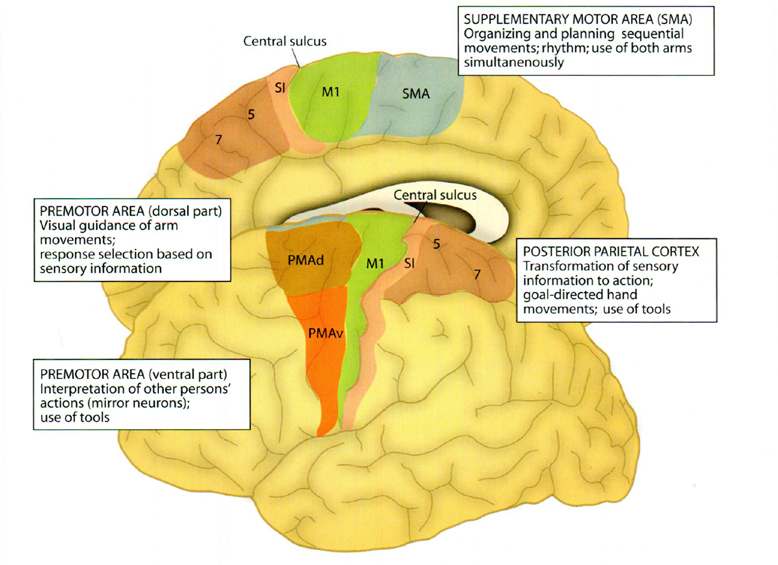 SUPPLEMENTARY MOTOR AREA (SMA)
Organizing and planning sequential
movements; rhythm; use of both arms
simultanenously
Central sulcus
SI
M1
SMA
5
7
Central sulcus
PREMOTOR AREA (dorsal part)
Visual guidance of arm
movements;
response selection based on
sensory information
PMAd
M1
SI
5
7
POSTERIOR PARIETAL CORTEX
Transformation of sensory
information to action;
goal-directed hand
movements; use of tools
PMAv
PREMOTOR AREA (ventral part)
Interpretation of other persons'
actions (mirror neurons);
use of tools